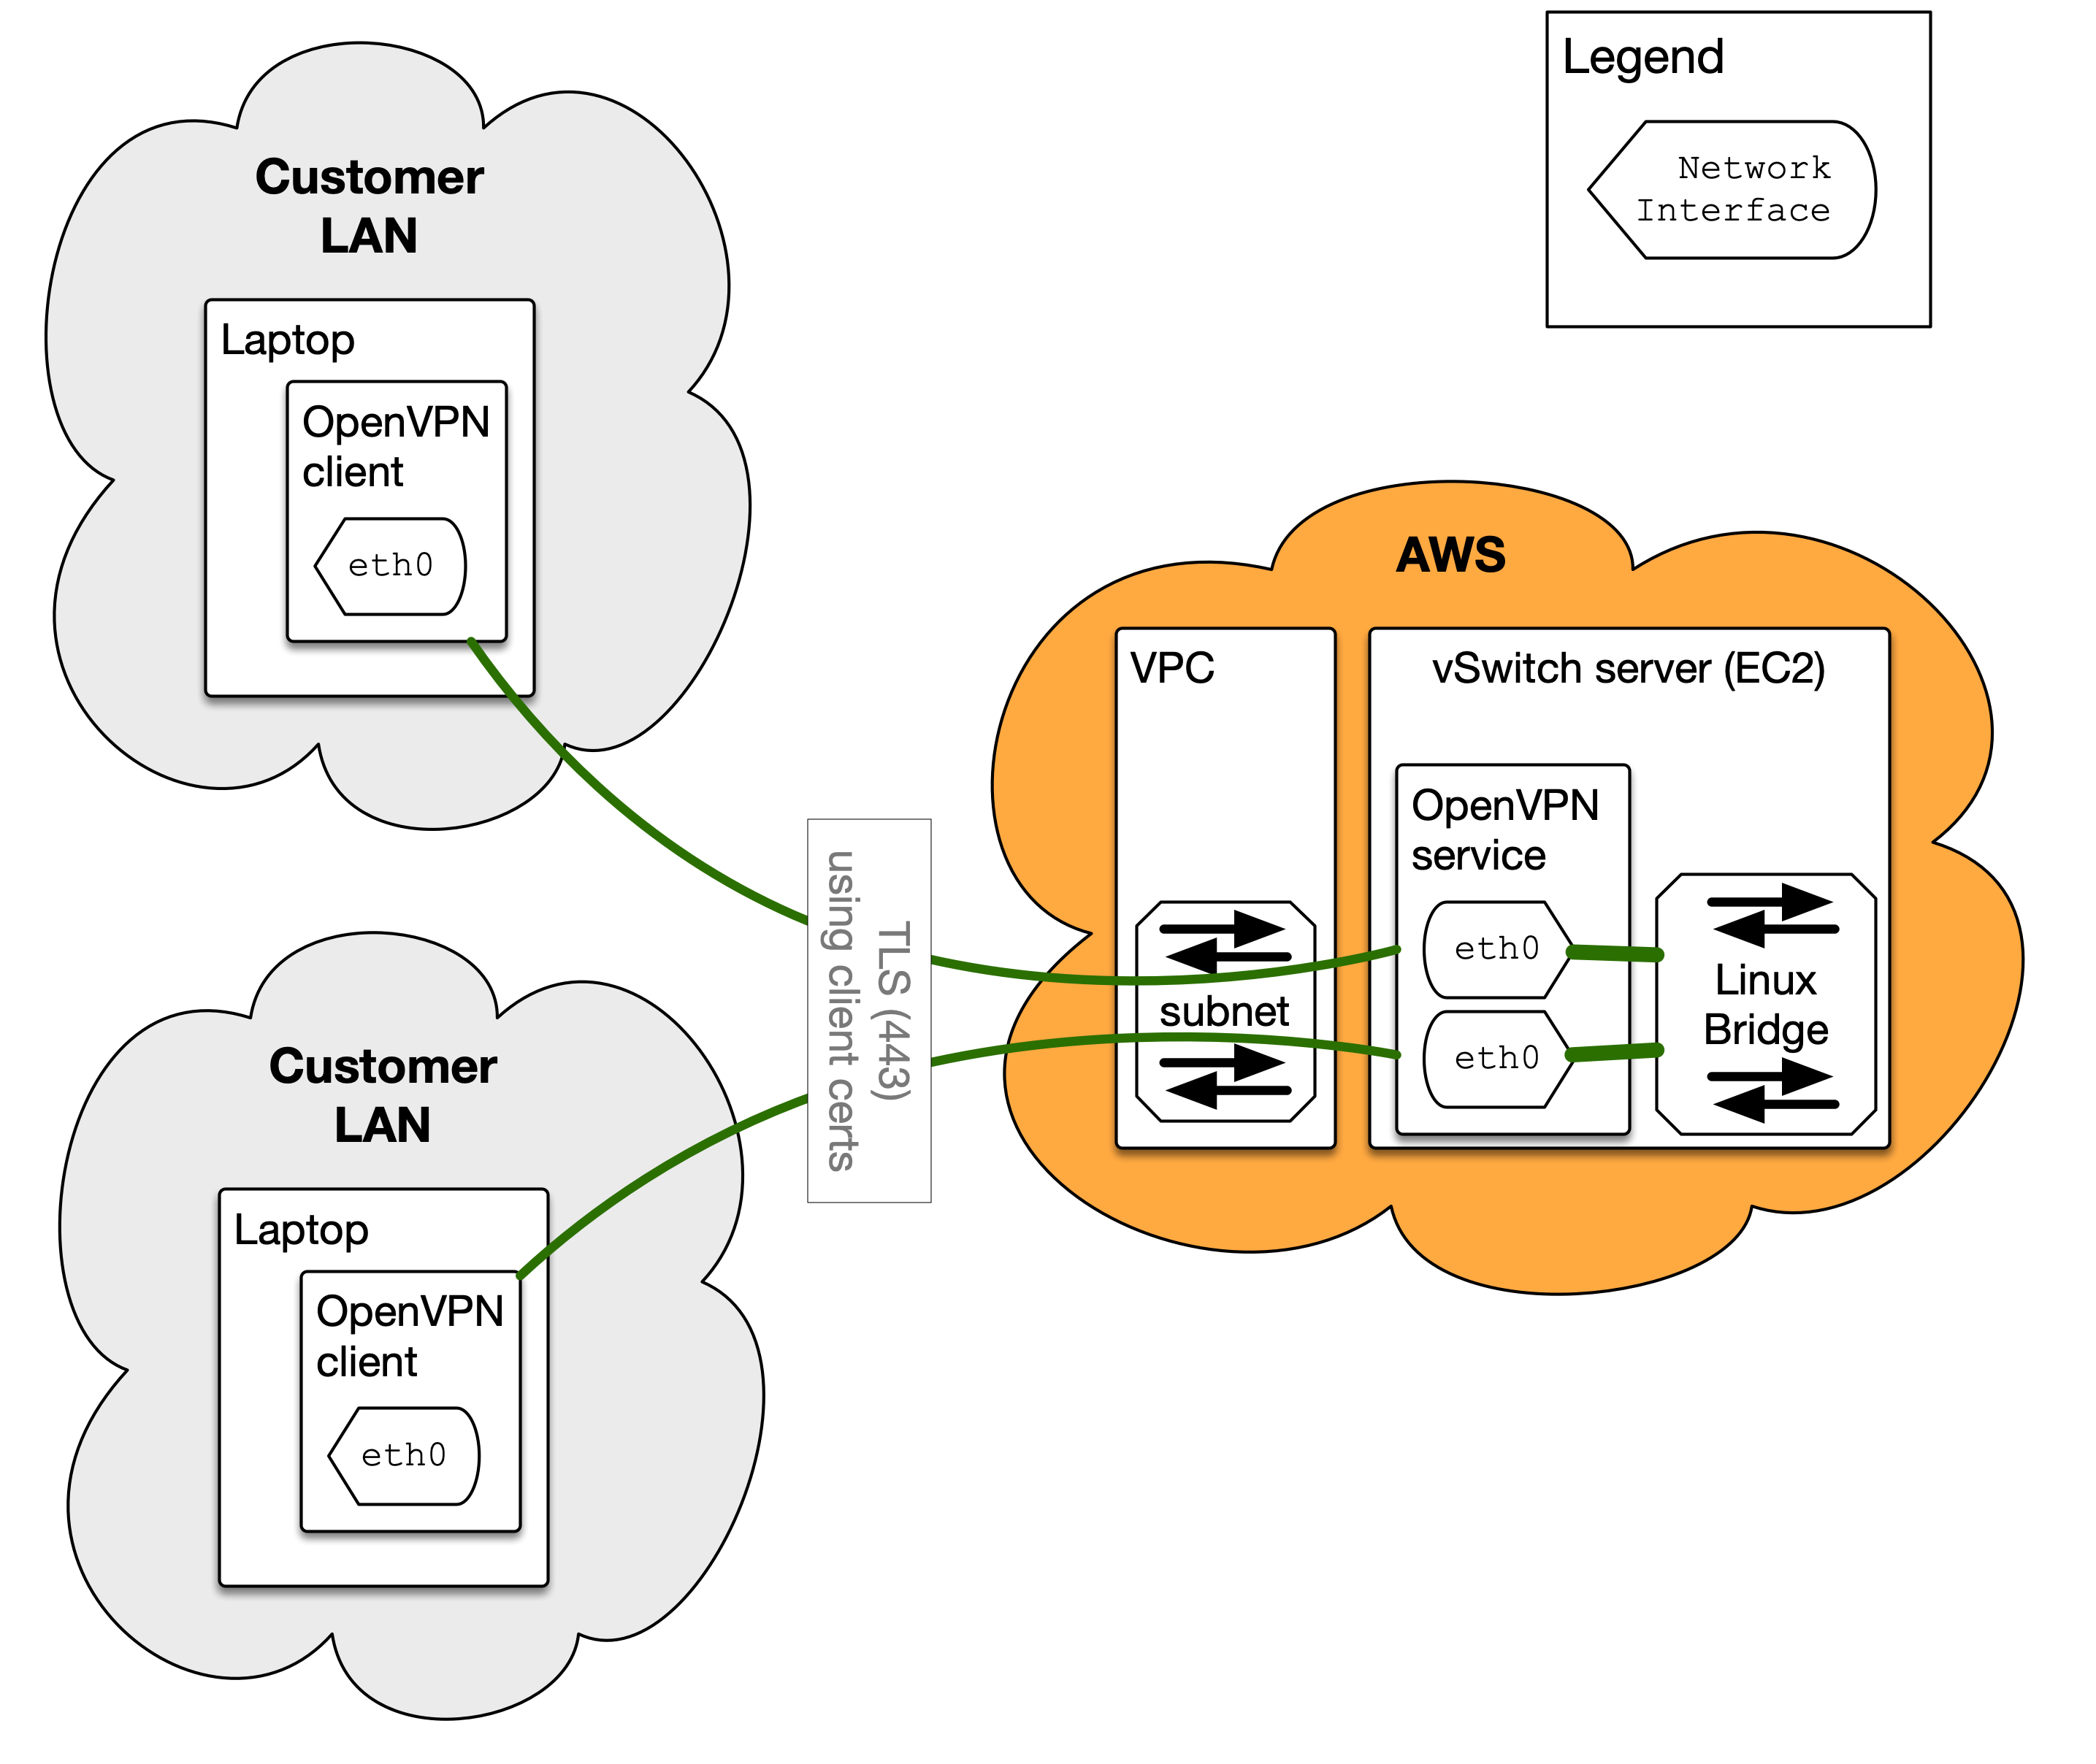 Legend
Network
Interface
Customer
LAN
Laptop
OpenVPN
client
eth0
AWS
VPC
subnet
vSwitch server (EC2)
OpenVPN
service
eth0
eth0
Linux
Bridge
TLS (443)
using client certs
Customer
LAN
Laptop
OpenVPN
client
eth0